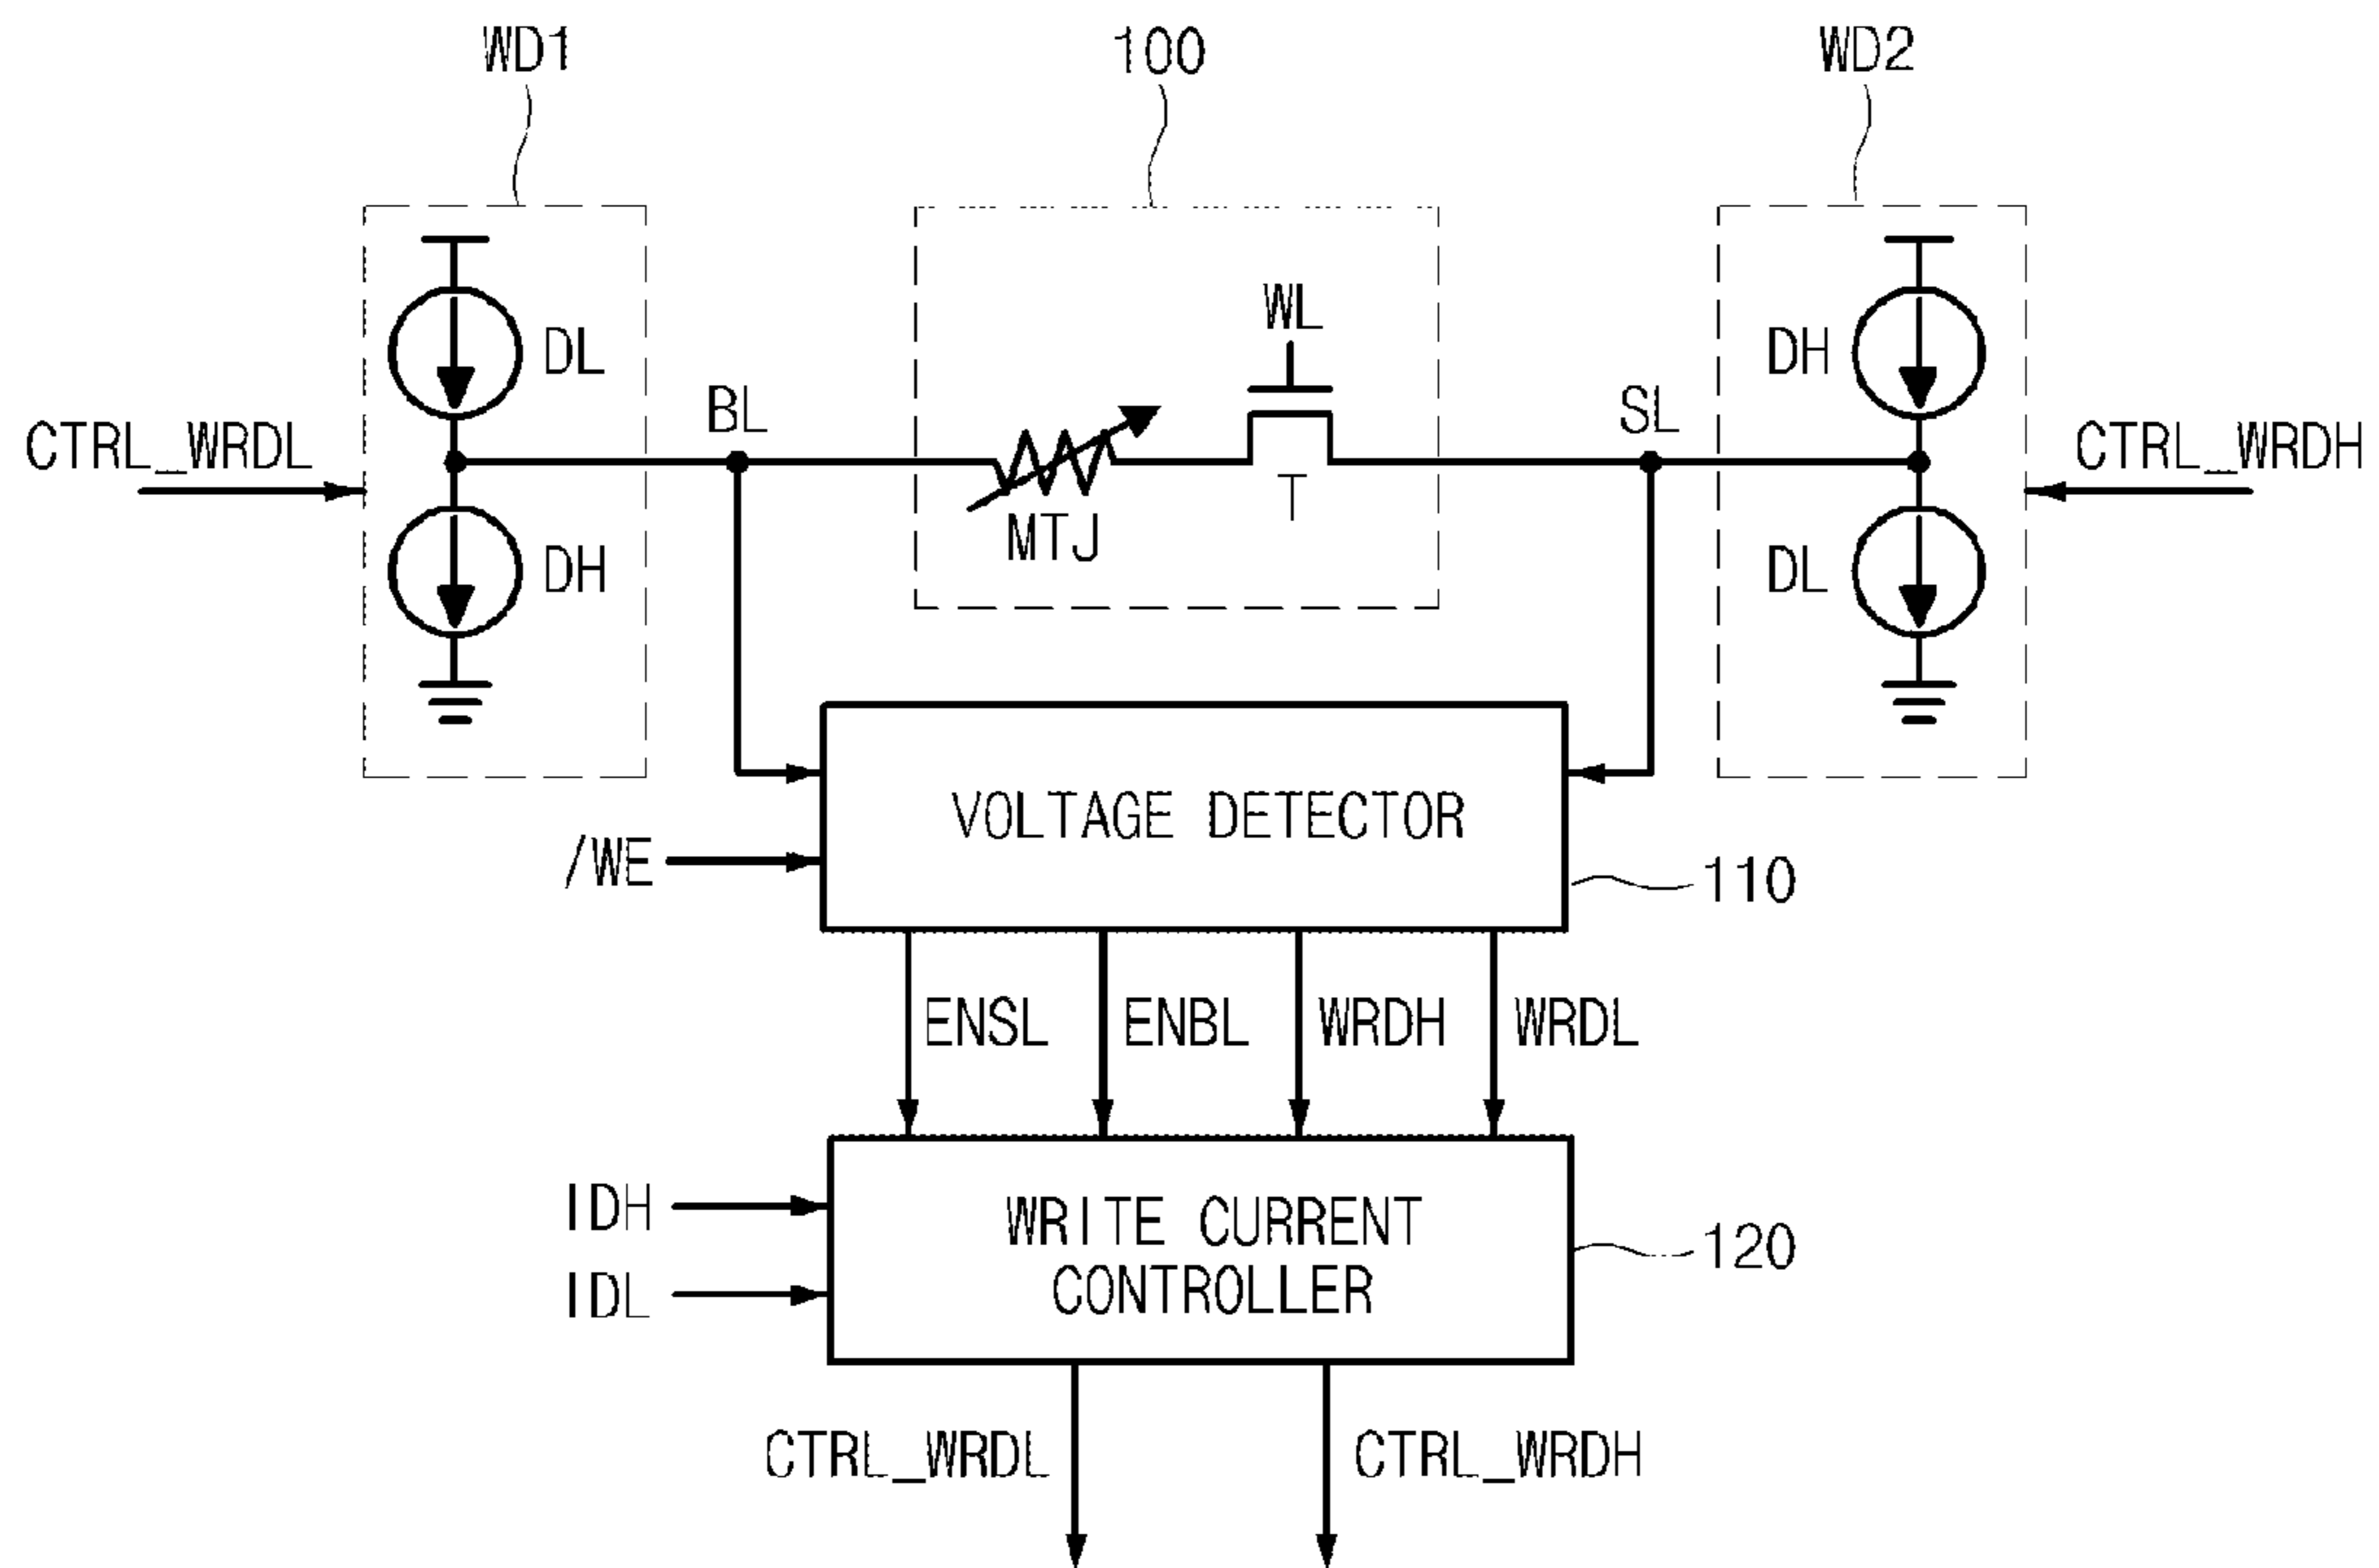 WD1
100
WD2
DL
WL
DH
BL
SL
CTRL_WRDL
CTRL_WRDH
T
MTJ
DH
DL
VOLTAGE DETECTOR
/WE
110
ENSL
ENBL
WRDH
WRDL
IDH
WRITE CURRENT
CONTROLLER
120
IDL
CTRL_WRDL
CTRL_WRDH